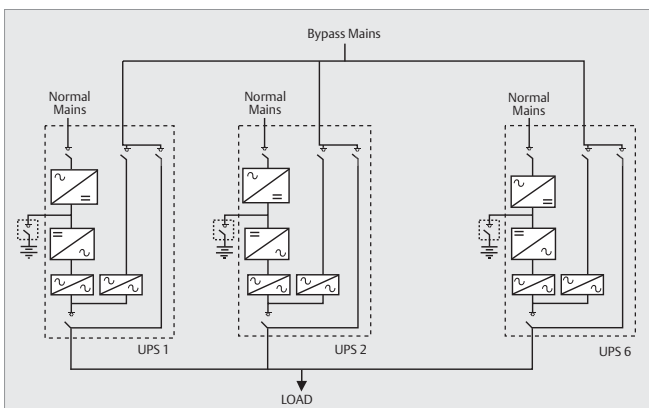 Bypass Mains
Normal
Mains
Normal
Mains
Normal
Mains
UPS 1
UPS 2
UPS 6
LOAD